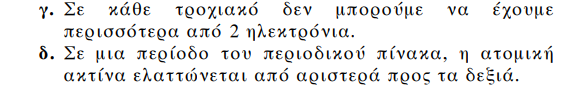 γ. Σε κάθε τροχιακό δεν μπορούμε να έχουμε
περισσότερα από 2 ηλεκτρόνια.
δ. Σε μια περίοδο του περιοδικού πίνακα, η ατομική
ακτίνα ελαττώνεται από αριστερά προς τα δεξιά.